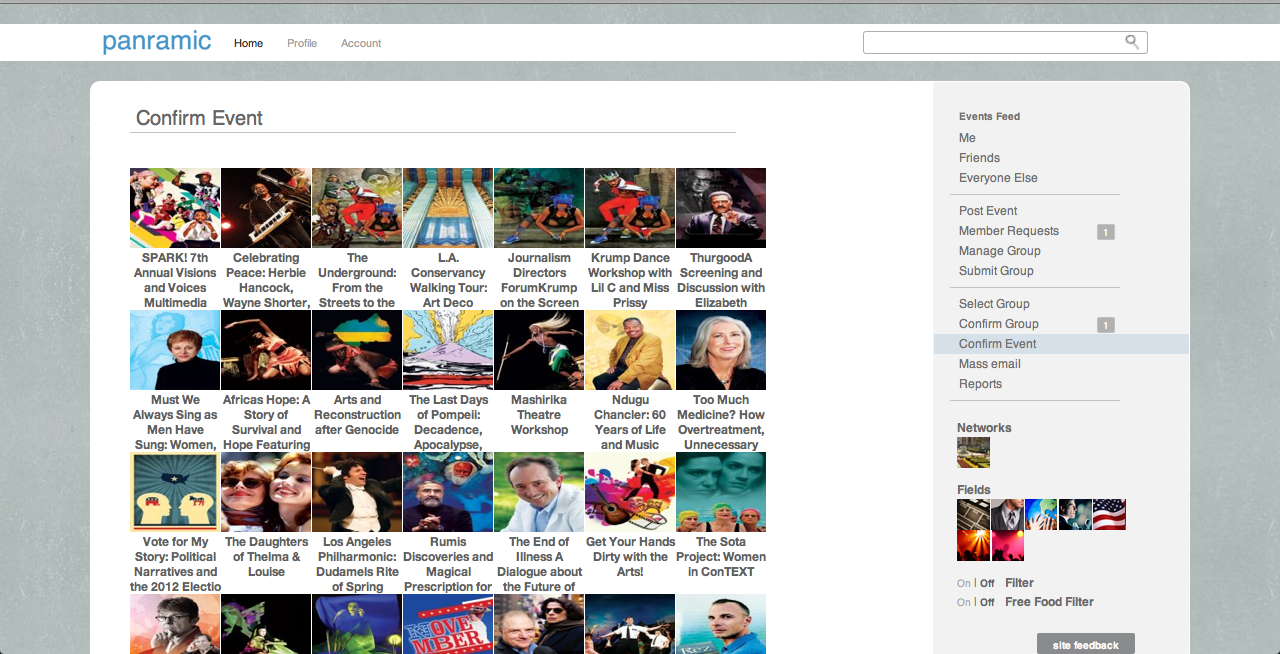 panramic
Home
Profile
Account
Confirm Event
SPARK! 7th
Annual Visions
and Voices
Multimedia
Celebrating
Peace: Herbie
Hancock,
Wayne Shorter,
The
Underground:
From the
Streets to the
L.A.
Conservancy
Walking Tour:
Art Deco
Journalism
Directors
ForumKrump
on the Screen
Krump Dance
Workshop with
Lil C and Miss
Prissy
ThurgoodA
Screening and
Discussion with
Elizabeth
Must We
Always Sing as
Men Have
Sung: Women,
Africas Hope: A
Story of
Survival and
Hope Featuring
Arts and
Reconstruction
after Genocide
The Last Days
of Pompeii:
Decadence,
Apocalypse,
Mashirika
Theatre
Workshop
Ndugu
Chancler: 60
Years of Life
and Music
Too Much
Medicine? How
Overtreatment,
Unnecessary
Vote for My
Story: Political
Narratives and
the 2012 Electio
The Daughters
of Thelma &
Louise
Los Angeles
Philharmonic:
Dudamels Rite
of Spring
Rumis
Discoveries and
Magical
Prescription for
The End of
Illness A
Dialogue about
the Future of
Get Your Hands
Dirty with the
Arts!
The Sota
Project: Women
in ConTEXT
NOVE
MBER
Events Feed
Me
Friends
Everyone Else
Post Event
Member Requests 1
Manage Group
Submit Group
Select Group
Confirm Group 1
Confirm Event
Mass email
Reports
Networks
Fields
On | Off Filter
On | Off Free Food Filter
site feedback